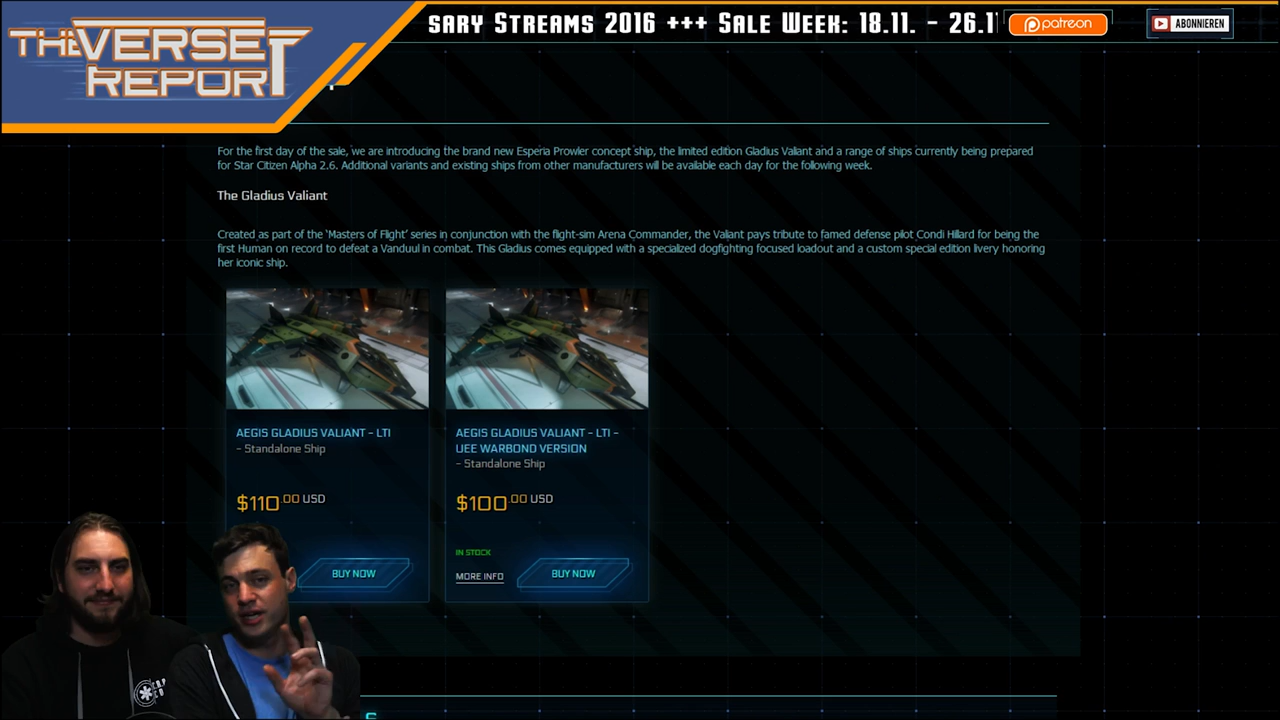 THE VERSE
REPORT
SARY STREAMS 2016 +++ SALE WEEK: 18.11. - 26.1
patreon
ABONNIEREN
For the first day of the sale, we are introducing the brand new Esperia Prowler concept ship, the limited edition Gladius Valiant and a range of ships currently being prepared
for Star Citizen Alpha 2.6. Additional variants and existing ships from other manufacturers will be available each day for the following week.
The Gladius Valiant
Created as part of the ‘Masters of Flight’ series in conjunction with the flight-sim Arena Commander, the Valiant pays tribute to famed defense pilot Condi Hillard for being the
first Human on record to defeat a Vanduul in combat. This Gladius comes equipped with a specialized dogfighting focused loadout and a custom special edition livery honoring
her iconic ship.
AEGIS GLADIUS VALIANT - LTI
- Standalone Ship
$110.00 USD
BUY NOW
AEGIS GLADIUS VALIANT - LTI -
UEE WARBOND VERSION
- Standalone Ship
$100.00 USD
IN STOCK
MORE INFO
BUY NOW